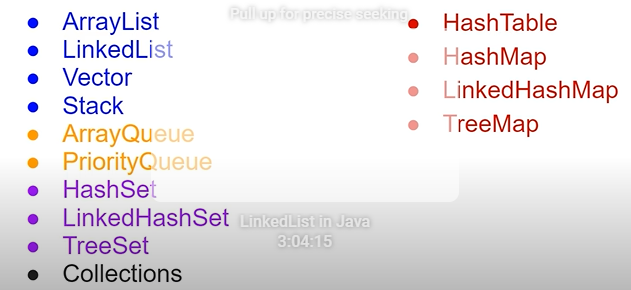 Pull up for precise seeking
ArrayList
LinkedList
Vector
Stack
ArrayQueue
PriorityQueue
HashSet
LinkedHashSet
TreeSet
Collections
HashTable
HashMap
LinkedHashMap
TreeMap
LinkedList in Java
3:04:15